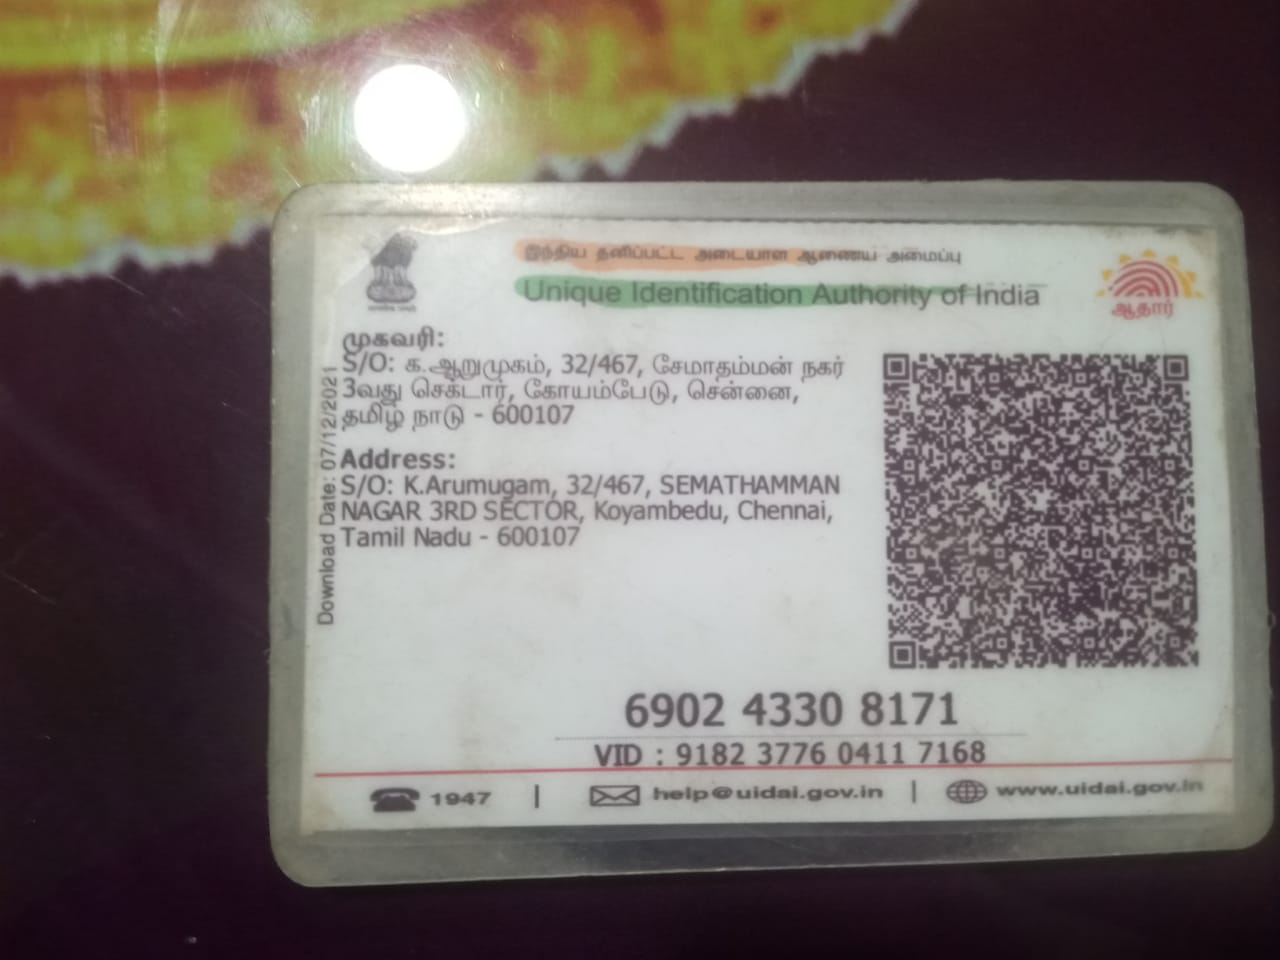 இந்திய தனிப்பட்ட அடையாள ஆணைய அமைப்பு
Unique Identification Authority of India
ஆதார்
முகவரி:
S/O: க.ஆறுமுகம், 32/467, சேமாதம்மன் நகர்
3வது செக்டார், கோயம்பேடு, சென்னை,
தமிழ் நாடு - 600107
Address:
S/O: K.Arumugam, 32/467, SEMATHAMMAN
NAGAR 3RD SECTOR, Koyambedu, Chennai,
Tamil Nadu - 600107
Download Date: 07/12/2021
6902 4330 8171
VID : 9182 3776 0411 7168
1947 | help@uidai.gov.in | www.uidai.gov.in